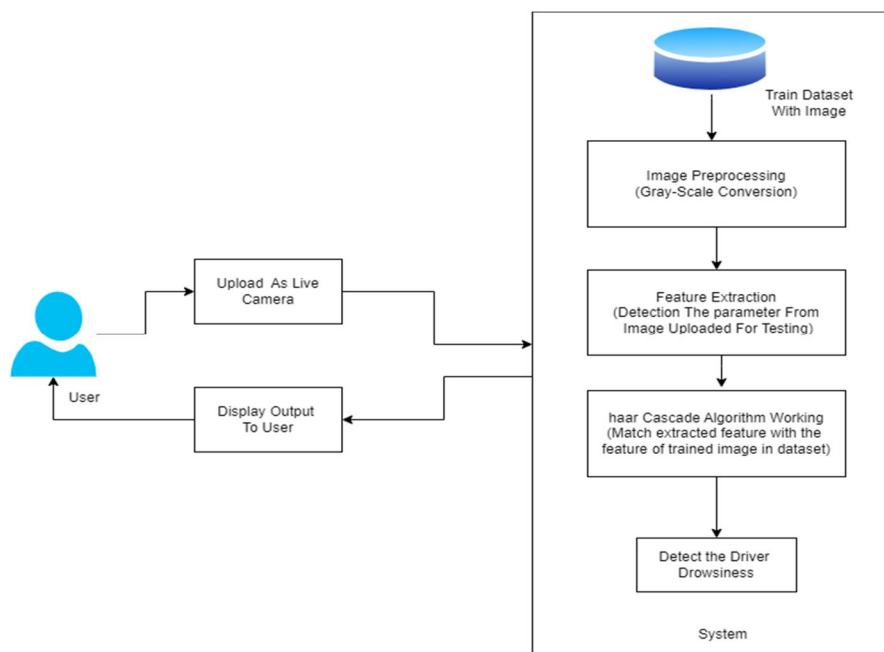 Train Dataset
With Image
Image Preprocessing
(Gray-Scale Conversion)
Feature Extraction
(Detection The parameter From
Image Uploaded For Testing)
haar Cascade Algorithm Working
(Match extracted feature with the
feature of trained image in dataset)
Detect the Driver
Drowsiness
System
Upload As Live
Camera
User
Display Output
To User